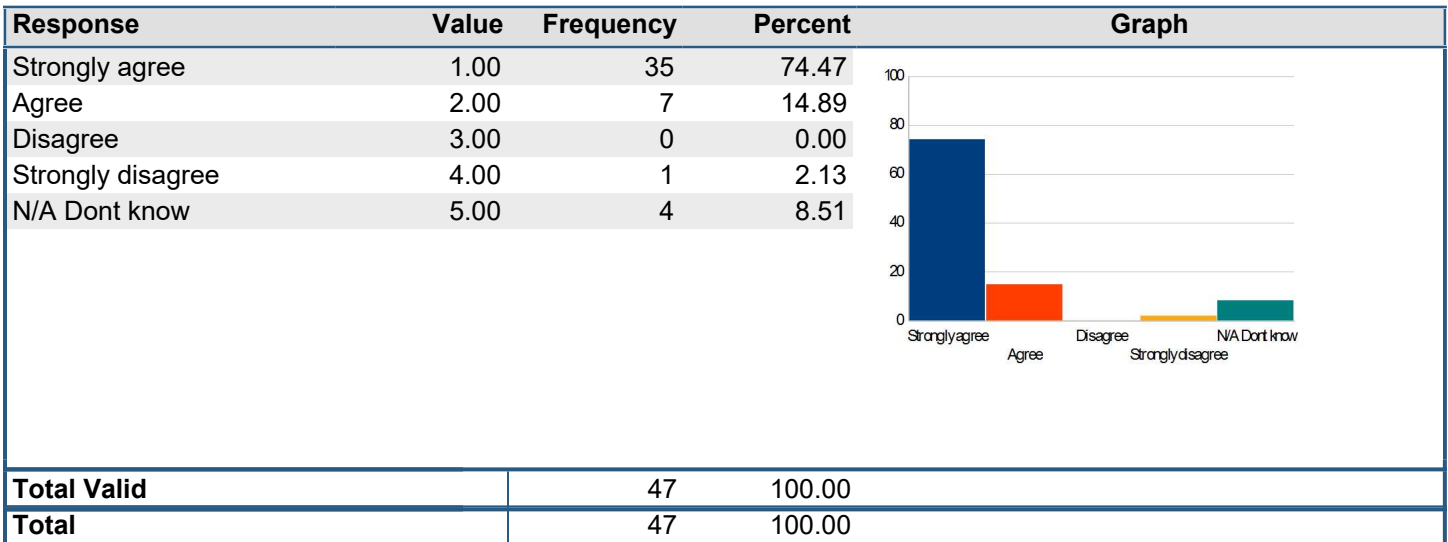 Response Value Frequency Percent Graph
Strongly agree 1.00 35 74.47
Agree 2.00 7 14.89
Disagree 3.00 0 0.00
Strongly disagree 4.00 1 2.13
N/A Dont know 5.00 4 8.51
100
80
60
40
20
0
Strongly agree Disagree N/A Dont know
Agree Strongly disagree
Total Valid 47 100.00
Total 47 100.00